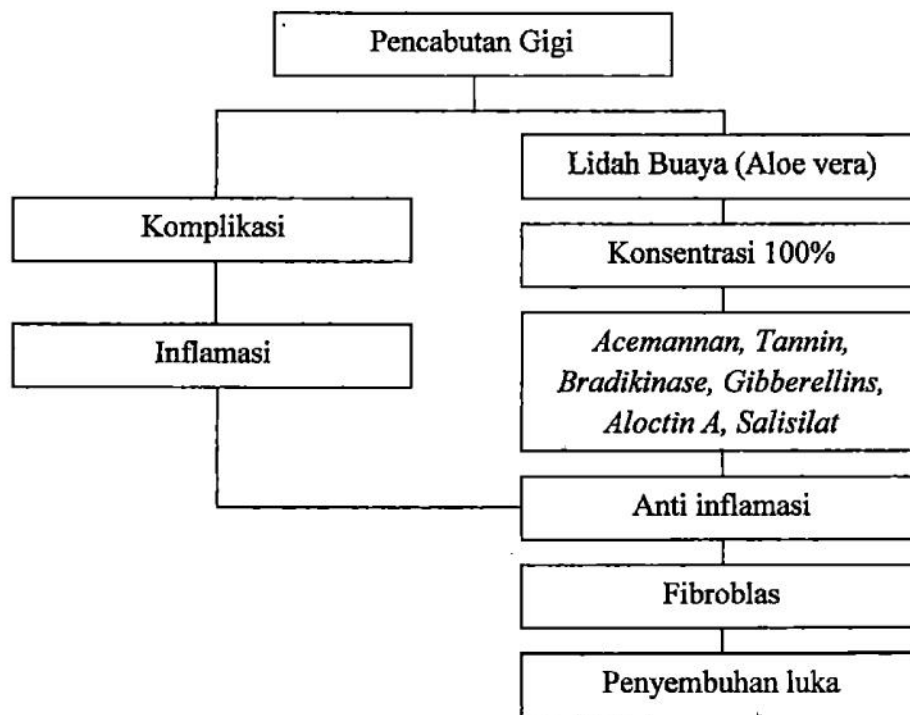 Pencabutan Gigi
Lidah Buaya (Aloe vera)
Komplikasi
Konsentrasi 100%
Inflamasi
Acemannan, Tannin,
Bradikinase, Gibberellins,
Aloctin A, Salisilat
Anti inflamasi
Fibroblas
Penyembuhan luka